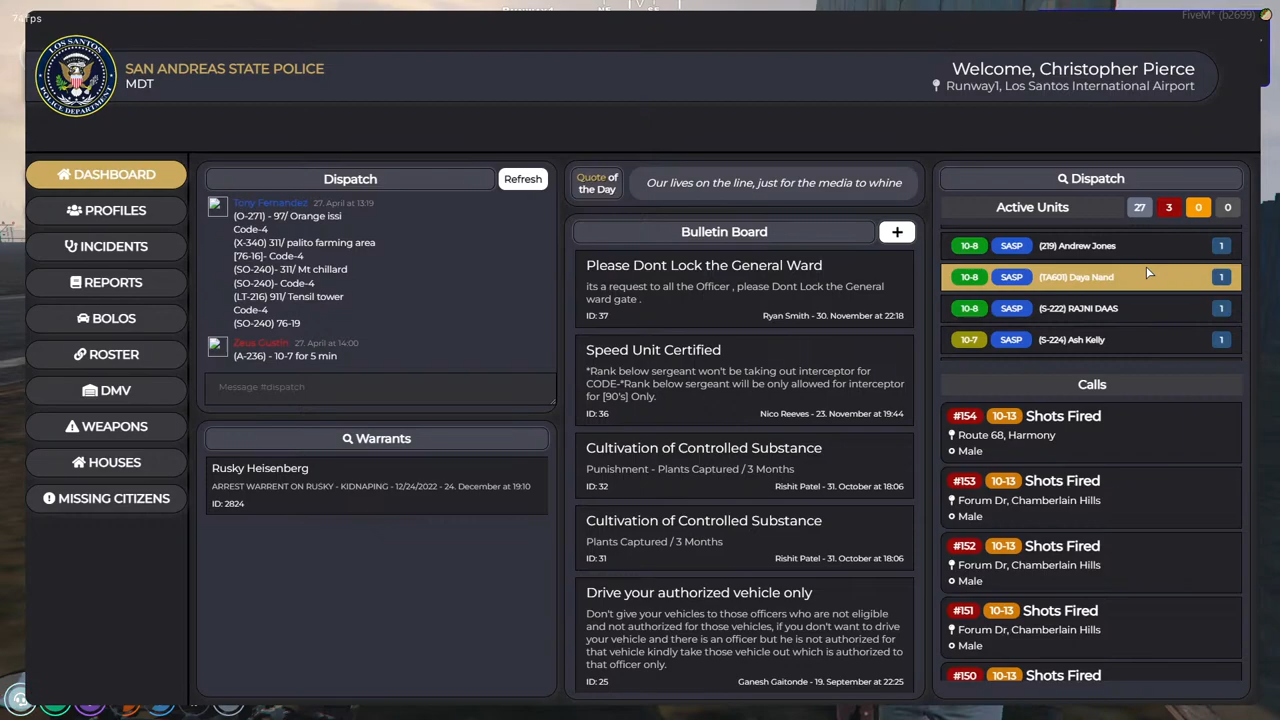 74fps
FiveM* (b2699)
LOS SANTOS
POLICE DEPARTMENT
SAN ANDREAS STATE POLICE
MDT
Welcome, Christopher Pierce
Runway1, Los Santos International Airport
DASHBOARD
PROFILES
INCIDENTS
REPORTS
BOLOS
ROSTER
DMV
WEAPONS
HOUSES
MISSING CITIZENS
Dispatch
Refresh
Tony Fernandez 27. April at 13:19
(O-271) - 97/ Orange issi
Code-4
(X-340) 311/ palito farming area
[76-16]- Code-4
(SO-240)- 311/ Mt chillard
(LT-216) 911/ Tensil tower
Code-4
(SO-240) 76-19
Zeus Gustin 27. April at 14:00
(A-236) - 10-7 for 5 min
Message #dispatch
Warrants
Rusky Heisenberg
ARREST WARRENT ON RUSKY - KIDNAPING - 12/24/2022 - 24. December at 19:10
ID: 2824
Quote of
the Day
Our lives on the line, just for the media to whine
Bulletin Board
+
Please Dont Lock the General Ward
its a request to all the Officer , please Dont Lock the General
ward gate .
ID: 37
Ryan Smith - 30. November at 22:18
Speed Unit Certified
*Rank below sergeant won't be taking out interceptor for
CODE-*Rank below sergeant will be only allowed for interceptor
for [90's] Only.
ID: 36
Nico Reeves - 23. November at 19:44
Cultivation of Controlled Substance
Punishment - Plants Captured / 3 Months
ID: 32
Rishit Patel - 31. October at 18:06
Cultivation of Controlled Substance
Plants Captured / 3 Months
ID: 31
Rishit Patel - 31. October at 18:06
Drive your authorized vehicle only
Don't give your vehicles to those officers who are not eligible
and not authorized for those vehicles, if you don't want to drive
your vehicle and there is an officer but he is not authorized for
that vehicle kindly take those vehicle out which is authorized to
that officer only.
ID: 25
Ganesh Gaitonde - 19. September at 22:25
Dispatch
Active Units 27 3 0 0
10-8 SASP (219) Andrew Jones 1
10-8 SASP (TA601) Daya Nand 1
10-8 SASP (S-222) RAJNI DAAS 1
10-7 SASP (S-224) Ash Kelly 1
Calls
#154 10-13 Shots Fired
Route 68, Harmony
Male
#153 10-13 Shots Fired
Forum Dr, Chamberlain Hills
Male
#152 10-13 Shots Fired
Forum Dr, Chamberlain Hills
Male
#151 10-13 Shots Fired
Forum Dr, Chamberlain Hills
Male
#150 10-13 Shots Fired